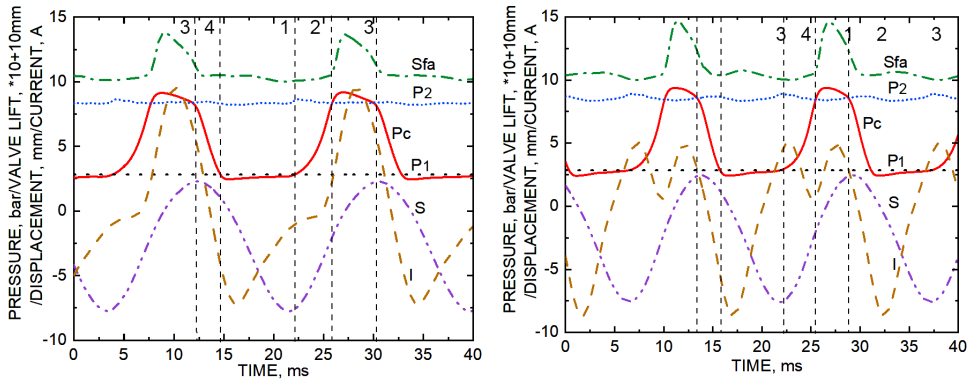 PRESSURE, bar/VALVE LIFT, *10+10mm
/DISPLACEMENT, mm/CURRENT, A
15
10
5
0
-5
-10
3 4 1 2 3
Sfa
P2
Pc
P1
S
I
0 5 10 15 20 25 30 35 40
TIME, ms
PRESSURE, bar/VALVE LIFT, *10+10mm
/DISPLACEMENT, mm/CURRENT, A
15
10
5
0
-5
-10
3 4 1 2 3
Sfa
P2
Pc
P1
S
I
0 5 10 15 20 25 30 35 40
TIME, ms